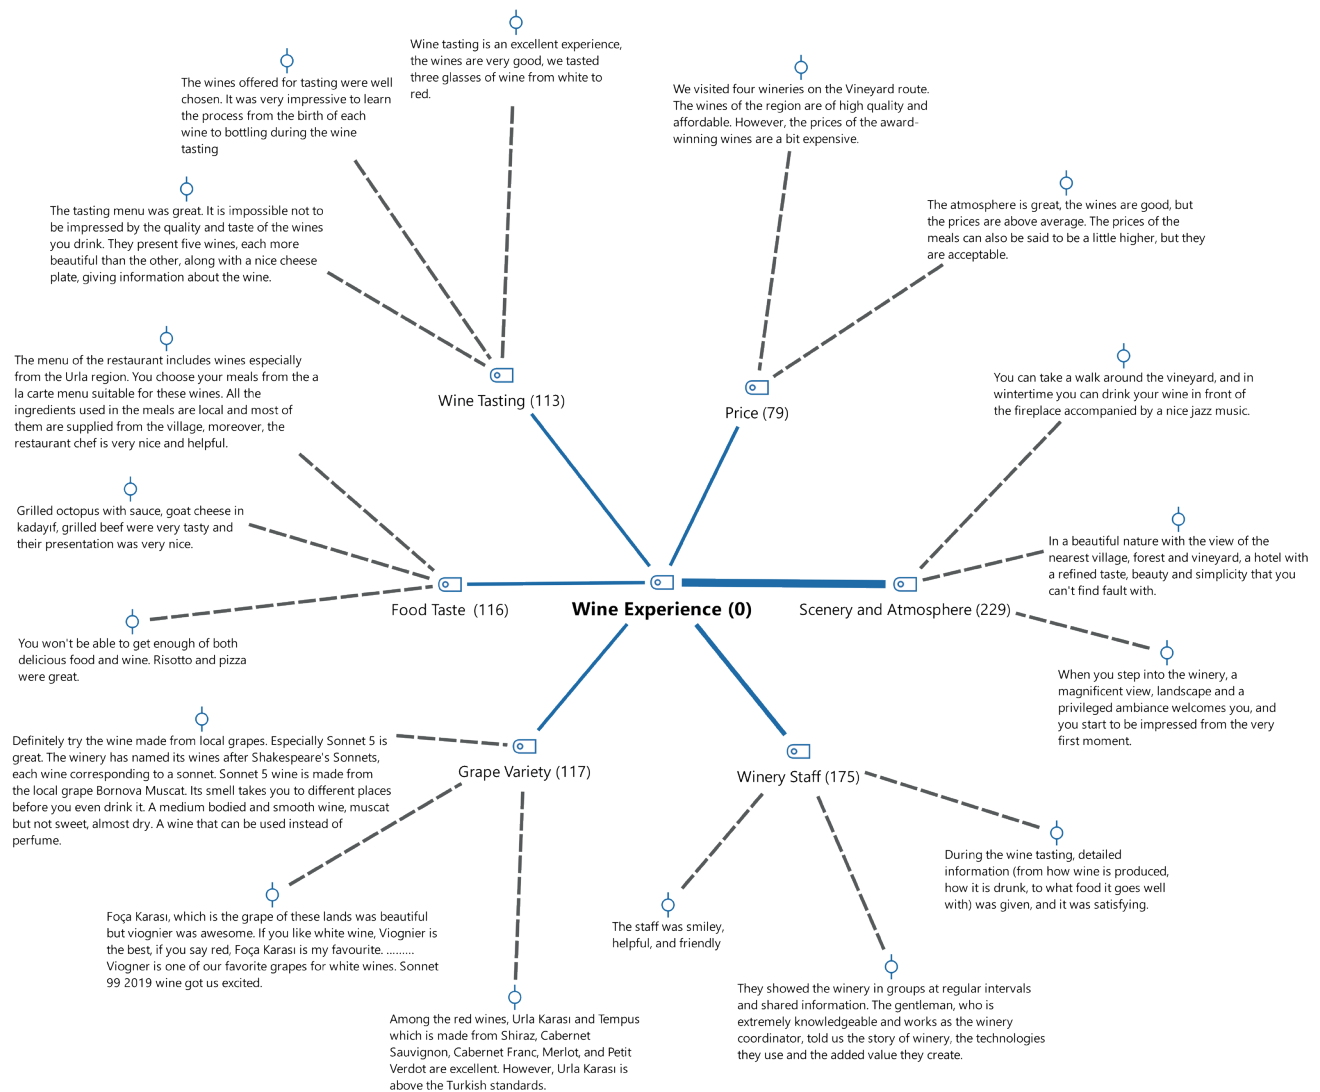 Wine tasting is an excellent experience,
the wines are very good, we tasted
three glasses of wine from white to
red.
The wines offered for tasting were well
chosen. It was very impressive to learn
the process from the birth of each
wine to bottling during the wine
tasting
We visited four wineries on the Vineyard route.
The wines of the region are of high quality and
affordable. However, the prices of the award-
winning wines are a bit expensive.
The tasting menu was great. It is impossible not to
be impressed by the quality and taste of the wines
you drink. They present five wines, each more
beautiful than the other, along with a nice cheese
plate, giving information about the wine.
The atmosphere is great, the wines are good, but
the prices are above average. The prices of the
meals can also be said to be a little higher, but they
are acceptable.
The menu of the restaurant includes wines especially
from the Urla region. You choose your meals from the a
la carte menu suitable for these wines. All the
ingredients used in the meals are local and most of
them are supplied from the village, moreover, the
restaurant chef is very nice and helpful.
Wine Tasting (113)
Price (79)
You can take a walk around the vineyard, and in
wintertime you can drink your wine in front of
the fireplace accompanied by a nice jazz music.
Grilled octopus with sauce, goat cheese in
kadayıf, grilled beef were very tasty and
their presentation was very nice.
In a beautiful nature with the view of the
nearest village, forest and vineyard, a hotel with
a refined taste, beauty and simplicity that you
can't find fault with.
Food Taste (116)
Wine Experience (0)
Scenery and Atmosphere (229)
You won't be able to get enough of both
delicious food and wine. Risotto and pizza
were great.
When you step into the winery, a
magnificent view, landscape and a
privileged ambiance welcomes you, and
you start to be impressed from the very
first moment.
Definitely try the wine made from local grapes. Especially Sonnet 5 is
great. The winery has named its wines after Shakespeare's Sonnets,
each wine corresponding to a sonnet. Sonnet 5 wine is made from
the local grape Bornova Muscat. Its smell takes you to different places
before you even drink it. A medium bodied and smooth wine, muscat
but not sweet, almost dry. A wine that can be used instead of
perfume.
Grape Variety (117)
Winery Staff (175)
During the wine tasting, detailed
information (from how wine is produced,
how it is drunk, to what food it goes well
with) was given, and it was satisfying.
Foça Karası, which is the grape of these lands was beautiful
but viognier was awesome. If you like white wine, Viognier is
the best, if you say red, Foça Karası is my favourite. .........
Viogner is one of our favorite grapes for white wines. Sonnet
99 2019 wine got us excited.
The staff was smiley,
helpful, and friendly
They showed the winery in groups at regular intervals
and shared information. The gentleman, who is
extremely knowledgeable and works as the winery
coordinator, told us the story of winery, the technologies
they use and the added value they create.
Among the red wines, Urla Karası and Tempus
which is made from Shiraz, Cabernet
Sauvignon, Cabernet Franc, Merlot, and Petit
Verdot are excellent. However, Urla Karası is
above the Turkish standards.